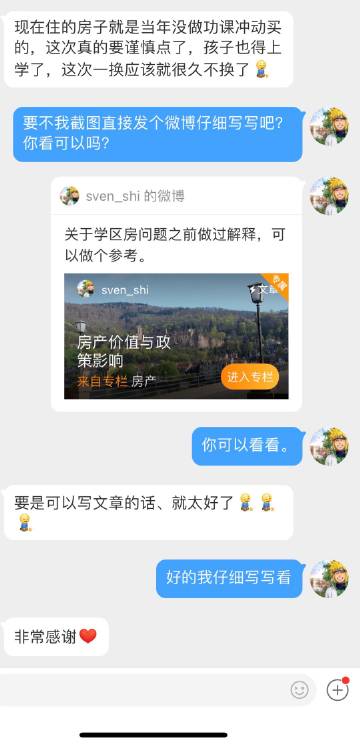 现在住的房子就是当年没做功课冲动买
的，这次真的要谨慎点了，孩子也得上
学了，这次一换应该就很久不换了
要不我截图直接发个微博仔细写写吧？
你看可以吗？
sven_shi 的微博
关于学区房问题之前做过解释，可
以做个参考。
sven_shi
文章
专属
房产价值与政
策影响
来自专栏 房产
进入专栏
你可以看看。
要是可以写文章的话、就太好了
好的我仔细写写看
非常感谢❤️